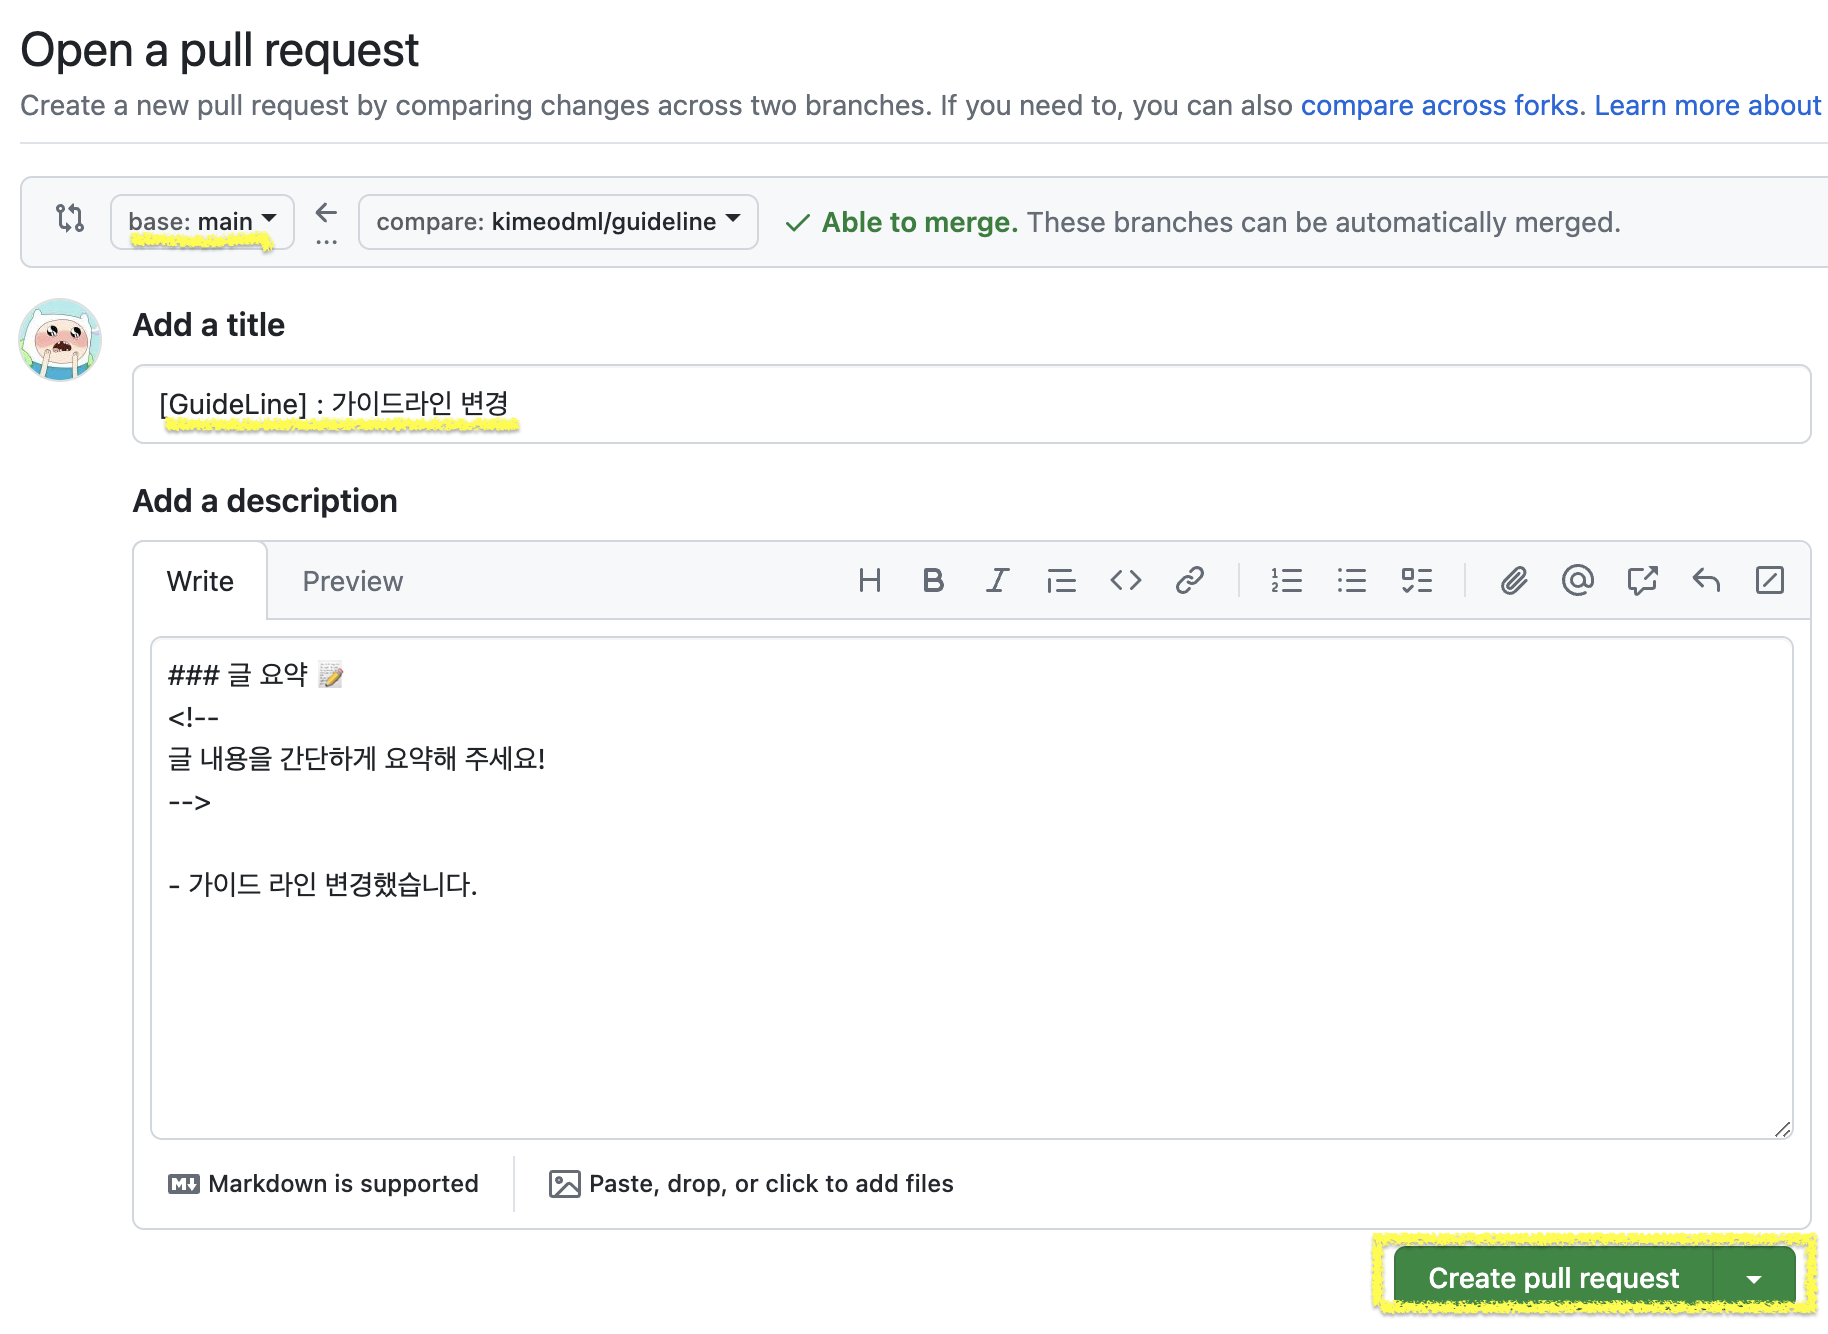 Open a pull request
Create a new pull request by comparing changes across two branches. If you need to, you can also compare across forks. Learn more about
base: main compare: kimeodml/guideline Able to merge. These branches can be automatically merged.
Add a title
[GuideLine] : 가이드라인 변경
Add a description
Write Preview
### 글 요약 📝
<!--
글 내용을 간단하게 요약해 주세요!
-->
- 가이드 라인 변경했습니다.
Markdown is supported Paste, drop, or click to add files
Create pull request